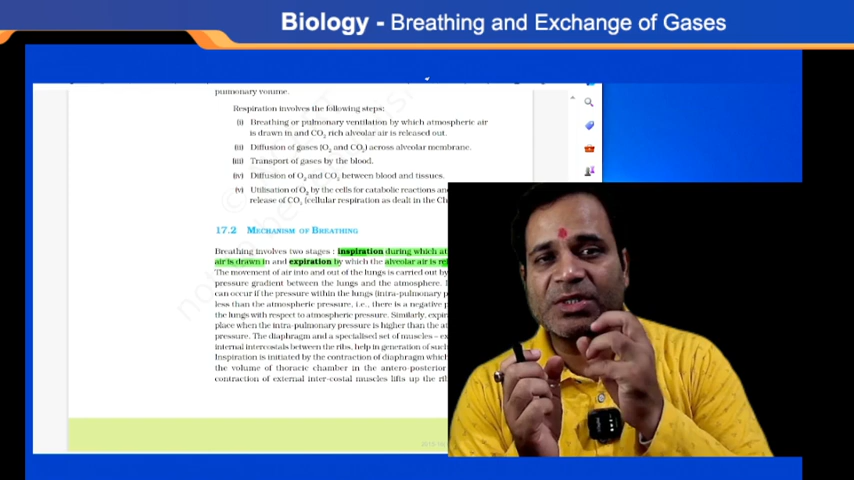 Biology - Breathing and Exchange of Gases
pulmonary volume.
Respiration involves the following steps:
(i) Breathing or pulmonary ventilation by which atmospheric air
is drawn in and CO2 rich alveolar air is released out.
(ii) Diffusion of gases (O2 and CO2) across alveolar membrane.
(iii) Transport of gases by the blood.
(iv) Diffusion of O2 and CO2 between blood and tissues.
(v) Utilisation of O2 by the cells for catabolic reactions and
release of CO2 (cellular respiration as dealt in the Ch
17.2 MECHANISM OF BREATHING
Breathing involves two stages : inspiration during which at
air is drawn in and expiration by which the alveolar air is rel
The movement of air into and out of the lungs is carried out by
pressure gradient between the lungs and the atmosphere. I
can occur if the pressure within the lungs (intra-pulmonary p
less than the atmospheric pressure, i.e., there is a negative p
the lungs with respect to atmospheric pressure. Similarly, expir
place when the intra-pulmonary pressure is higher than the at
pressure. The diaphragm and a specialised set of muscles – e
internal intercostals between the ribs, help in generation of suc
Inspiration is initiated by the contraction of diaphragm which
the volume of thoracic chamber in the antero-posterior
contraction of external inter-costal muscles lifts up the rib